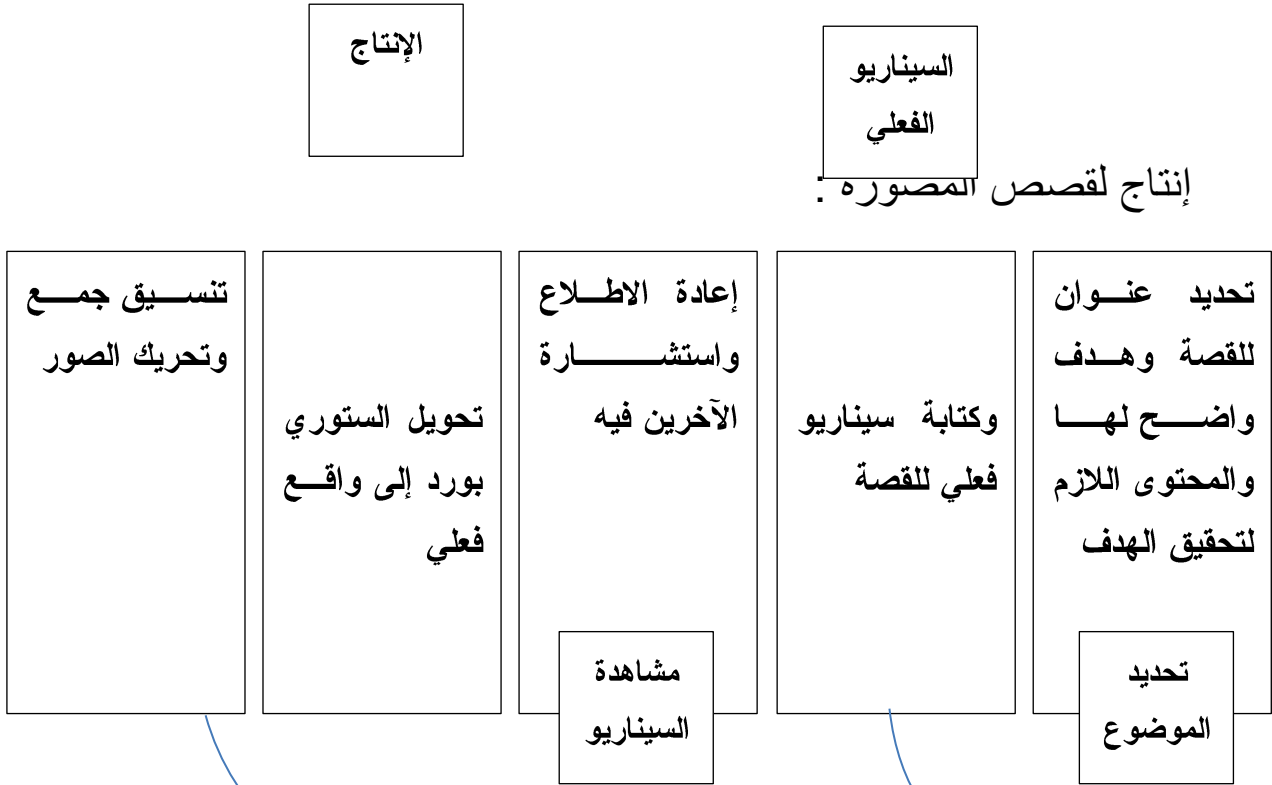 الإنتاج
السيناريو
الفعلي
إنتاج لقصص المصوره :
تحديد عنوان
للقصة وهدف
واضح لها
والمحتوى اللازم
لتحقيق الهدف
وكتابة سيناريو
فعلي للقصة
إعادة الاطلاع
واستشارة
الآخرين فيه
تحويل الستوري
بورد إلى واقع
فعلي
تنسيق جمع
وتحريك الصور
تحديد
الموضوع
مشاهدة
السيناريو